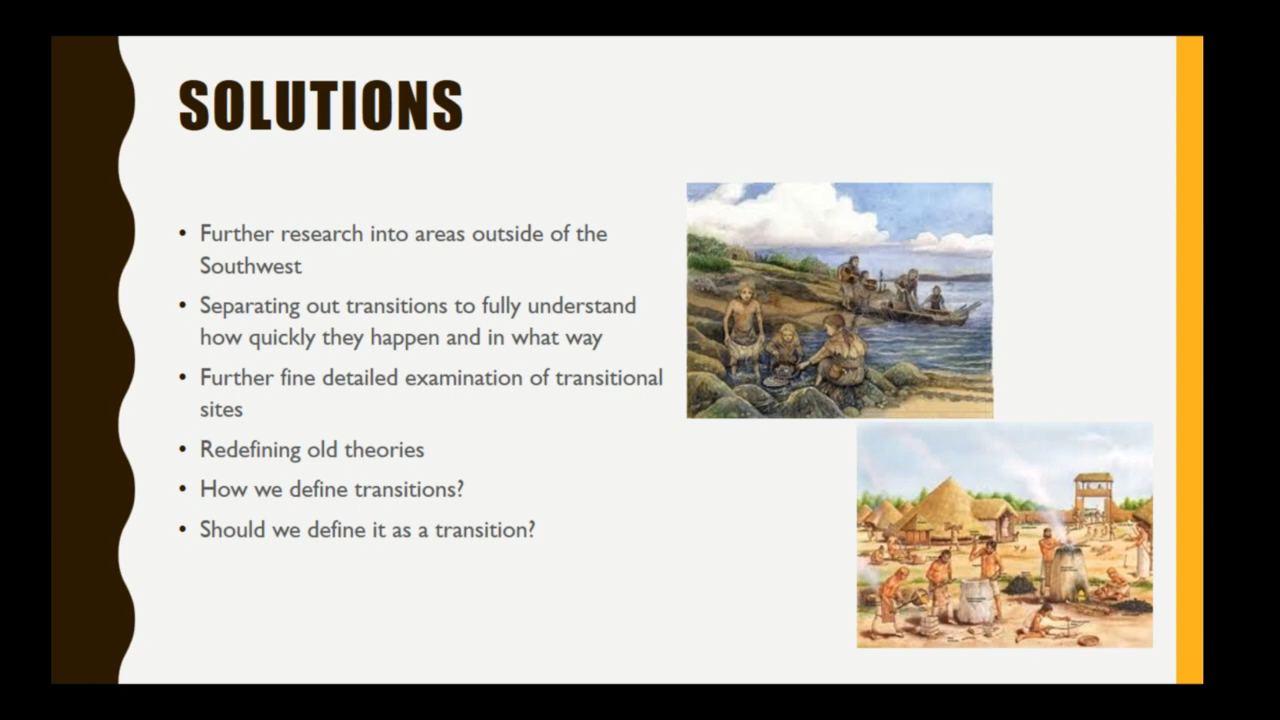 SOLUTIONS
• Further research into areas outside of the
Southwest
• Separating out transitions to fully understand
how quickly they happen and in what way
• Further fine detailed examination of transitional
sites
• Redefining old theories
• How we define transitions?
• Should we define it as a transition?